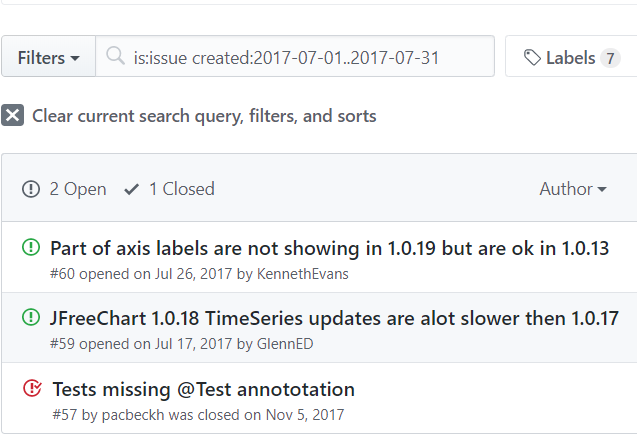 Filters is:issue created:2017-07-01..2017-07-31 Labels 7
Clear current search query, filters, and sorts
2 Open 1 Closed Author
Part of axis labels are not showing in 1.0.19 but are ok in 1.0.13
#60 opened on Jul 26, 2017 by KennethEvans
JFreeChart 1.0.18 TimeSeries updates are alot slower then 1.0.17
#59 opened on Jul 17, 2017 by GlennED
Tests missing @Test annototation
#57 by pacbeckh was closed on Nov 5, 2017